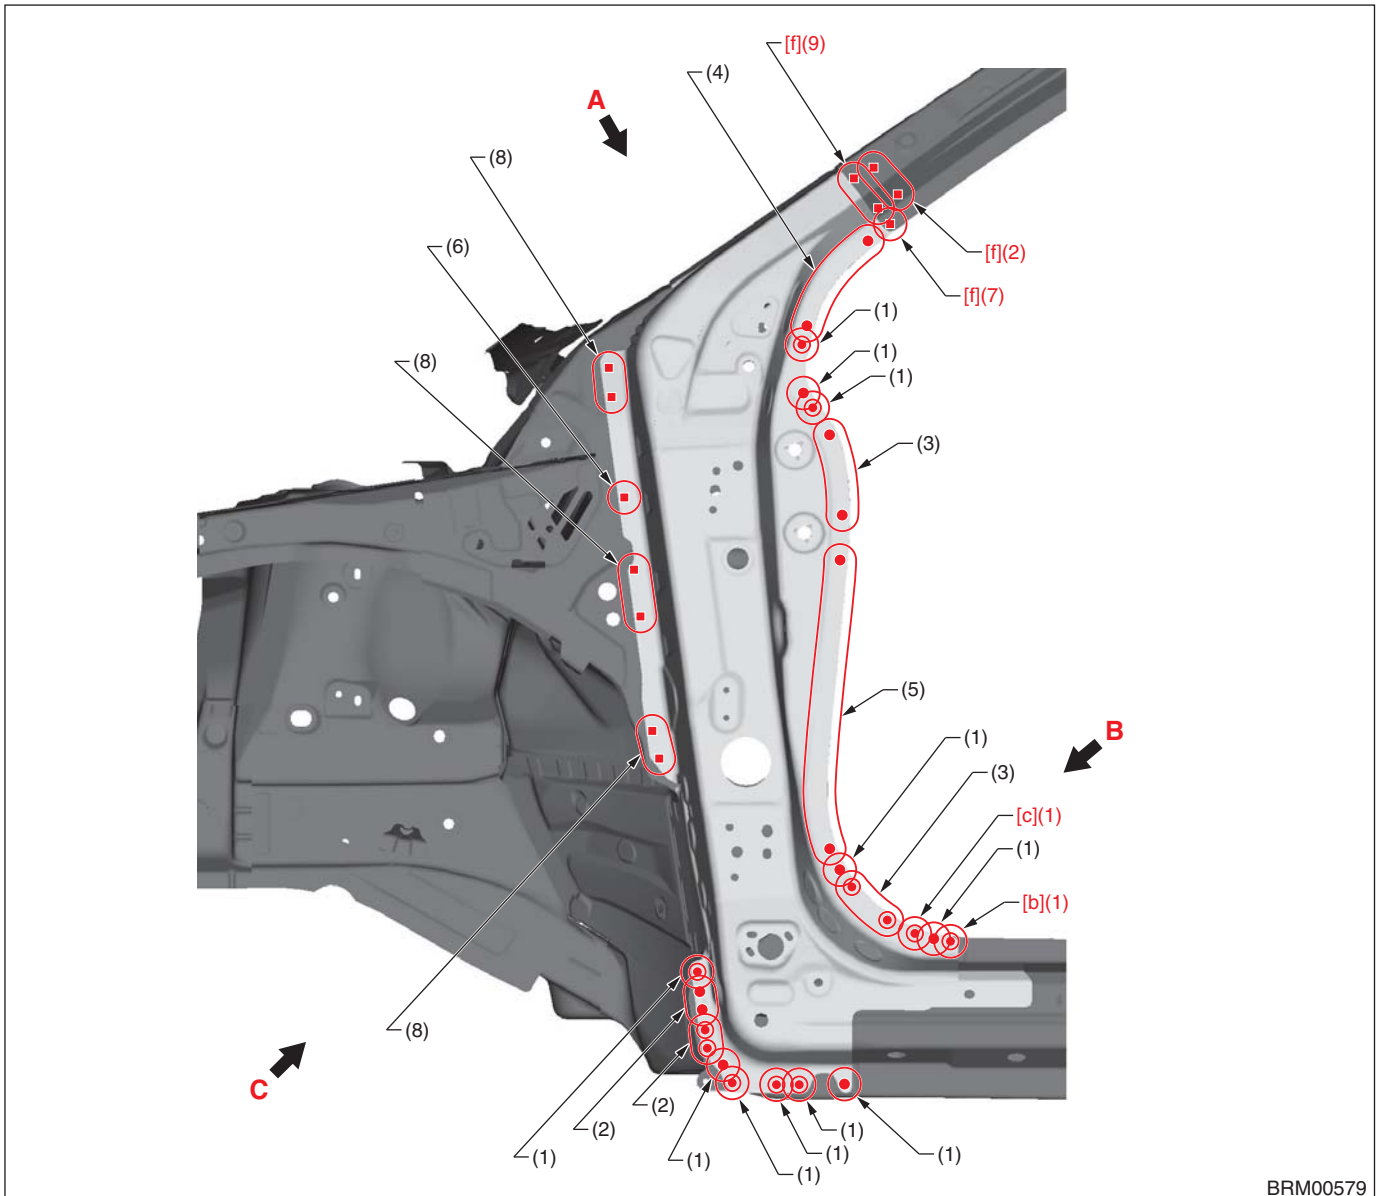 [f](9)
(4)
A
(8)
(6)
[f](2)
[f](7)
(1)
(1)
(8)
(1)
(3)
(5)
B
(1)
(3)
[c](1)
(1)
[b](1)
(8)
C
(2)
(2)
(1)
(1)
(1)
(1)
(1)
(1)
BRM00579